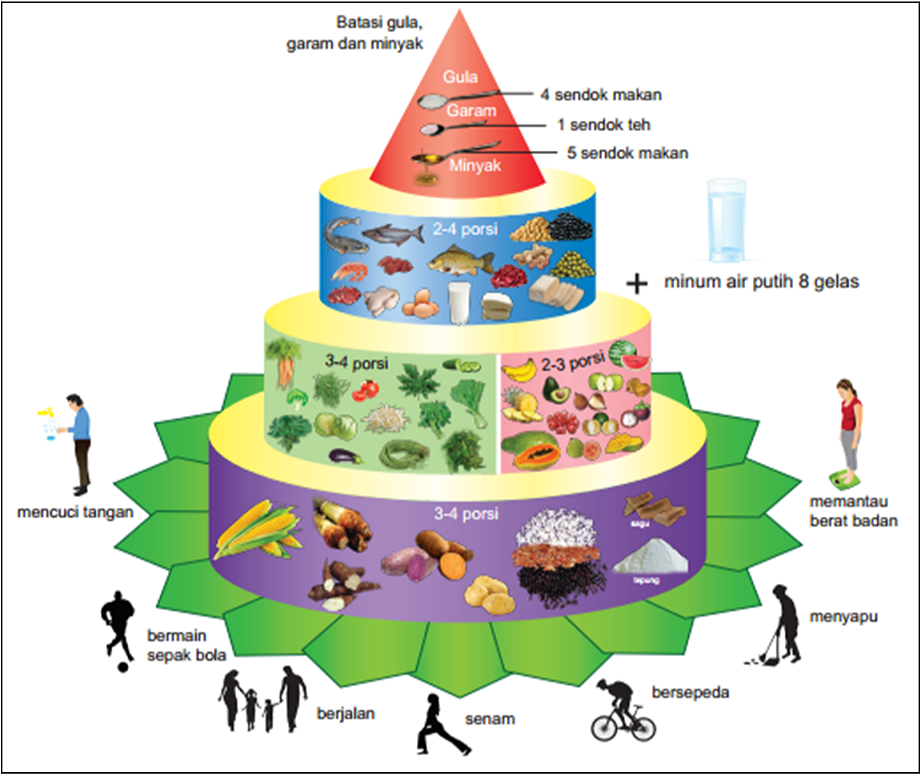 Batasi gula,
garam dan minyak
Gula
4 sendok makan
Garam
1 sendok teh
5 sendok makan
Minyak
2-4 porsi
+ minum air putih 8 gelas
3-4 porsi
2-3 porsi
mencuci tangan
memantau
berat badan
3-4 porsi
sagu
tepung
bermain
sepak bola
menyapu
berjalan
senam
bersepeda